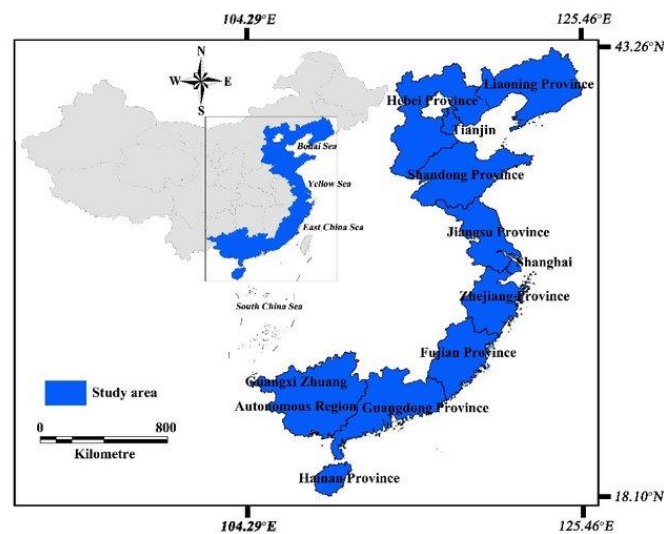 104.29°E
125.46°E
43.26°N
N
W
E
S
Liaoning Province
Hebei Province
Tianjin
Bohai Sea
Shandong Province
Yellow Sea
Jiangsu Province
East China Sea
Shanghai
Zhejiang Province
South China Sea
Fujian Province
Guangxi Zhuang
Autonomous Region
Guangdong Province
Study area
0
800
Kilometre
Hainan Province
18.10°N
104.29°E
125.46°E